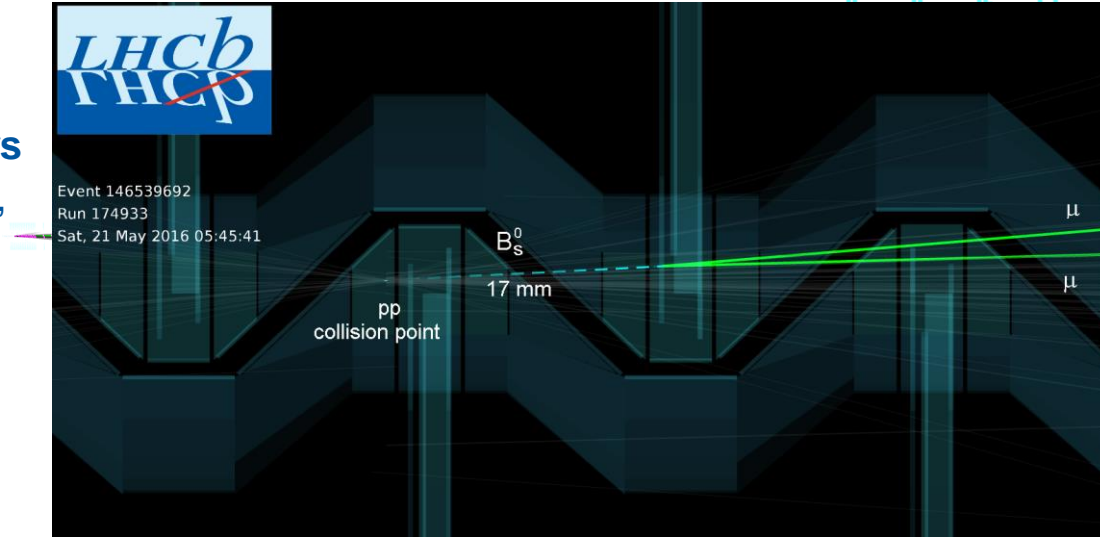 LHCb
LHCb
rs
,
Event 146539692
Run 174933
Sat, 21 May 2016 05:45:41
B⁰ₛ
17 mm
pp
collision point
μ
μ